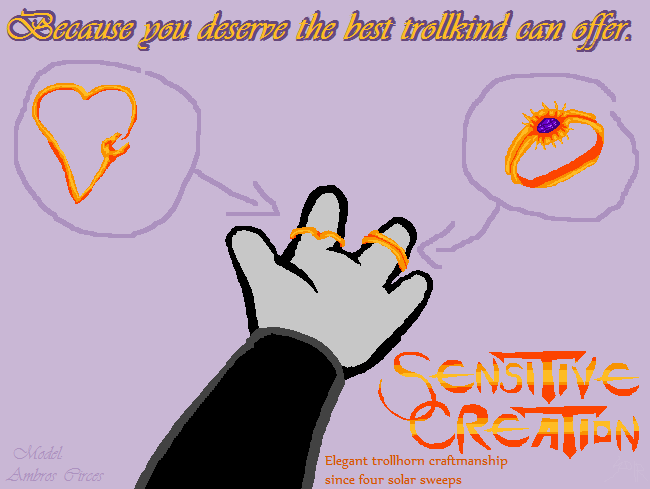 Because you deserve the best trollkind can offer.
SENSITIVE
CREATION
Elegant trollhorn craftmanship
since four solar sweeps
Model
Ambros Circes